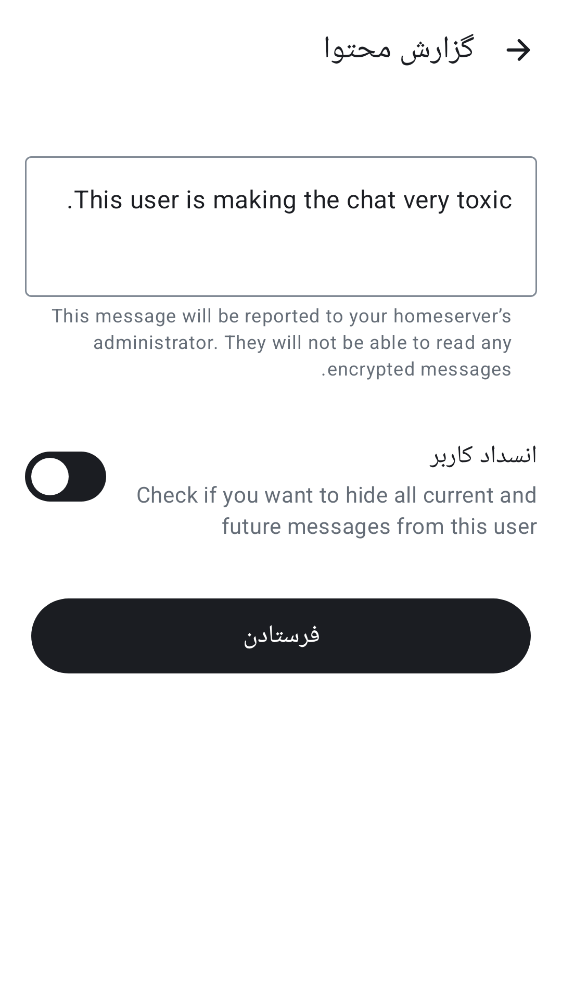 گزارش محتوا
This user is making the chat very toxic.
This message will be reported to your homeserver’s
administrator. They will not be able to read any
encrypted messages.
انسداد کاربر
Check if you want to hide all current and
future messages from this user
فرستادن